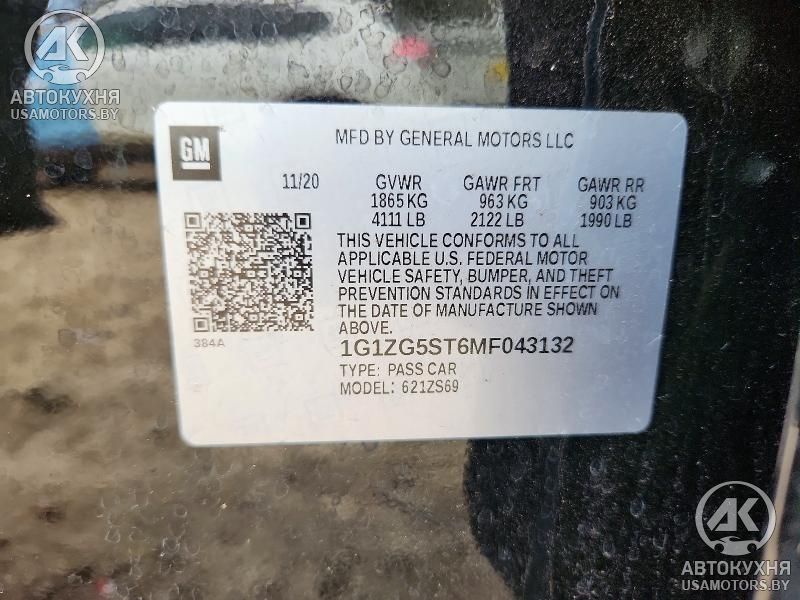 АК
АВТОКУХНЯ
USAMOTORS.BY
GM
MFD BY GENERAL MOTORS LLC
11/20 GVWR GAWR FRT GAWR RR
1865 KG 963 KG 903 KG
4111 LB 2122 LB 1990 LB
THIS VEHICLE CONFORMS TO ALL
APPLICABLE U.S. FEDERAL MOTOR
VEHICLE SAFETY, BUMPER, AND THEFT
PREVENTION STANDARDS IN EFFECT ON
THE DATE OF MANUFACTURE SHOWN
ABOVE.
384A
1G1ZG5ST6MF043132
TYPE: PASS CAR
MODEL: 621ZS69
АК
АВТОКУХНЯ
USAMOTORS.BY